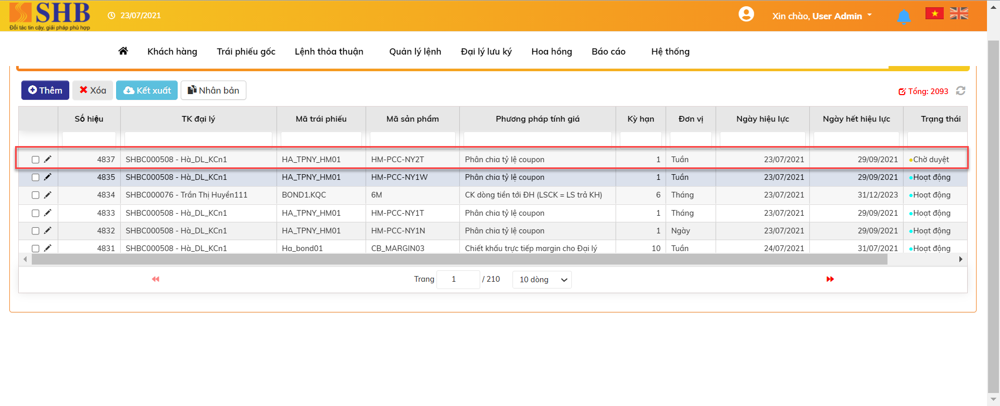 SHB
Đối tác tin cậy, giải pháp phù hợp
23/07/2021
Xin chào, User Admin
Khách hàng Trái phiếu gốc Lệnh thỏa thuận Quản lý lệnh Đại lý lưu ký Hoa hồng Báo cáo Hệ thống
Thêm Xóa Kết xuất Nhân bản Tổng: 2093
Số hiệu TK đại lý Mã trái phiếu Mã sản phẩm Phương pháp tính giá Kỳ hạn Đơn vị Ngày hiệu lực Ngày hết hiệu lực Trạng thái
4837 SHBC000508 - Hà_DL_KCn1 HA_TPNY_HM01 HM-PCC-NY2T Phân chia tỷ lệ coupon 1 Tuần 23/07/2021 29/09/2021 Chờ duyệt
4835 SHBC000508 - Hà_DL_KCn1 HA_TPNY_HM01 HM-PCC-NY1W Phân chia tỷ lệ coupon 1 Tuần 23/07/2021 29/09/2021 Hoạt động
4834 SHBC000076 - Trần Thị Huyền111 BOND1.KQC 6M CK dòng tiền tới ĐH (LSCK = LS trả KH) 6 Tháng 23/07/2021 31/12/2023 Hoạt động
4833 SHBC000508 - Hà_DL_KCn1 HA_TPNY_HM01 HM-PCC-NY1T Phân chia tỷ lệ coupon 1 Tháng 23/07/2021 29/09/2021 Hoạt động
4832 SHBC000508 - Hà_DL_KCn1 HA_TPNY_HM01 HM-PCC-NY1N Phân chia tỷ lệ coupon 1 Ngày 23/07/2021 29/09/2021 Hoạt động
4831 SHBC000508 - Hà_DL_KCn1 Ha_bond01 CB_MARGIN03 Chiết khấu trực tiếp margin cho Đại lý 10 Tuần 24/07/2021 31/07/2021 Hoạt động
Trang 1 / 210 10 dòng